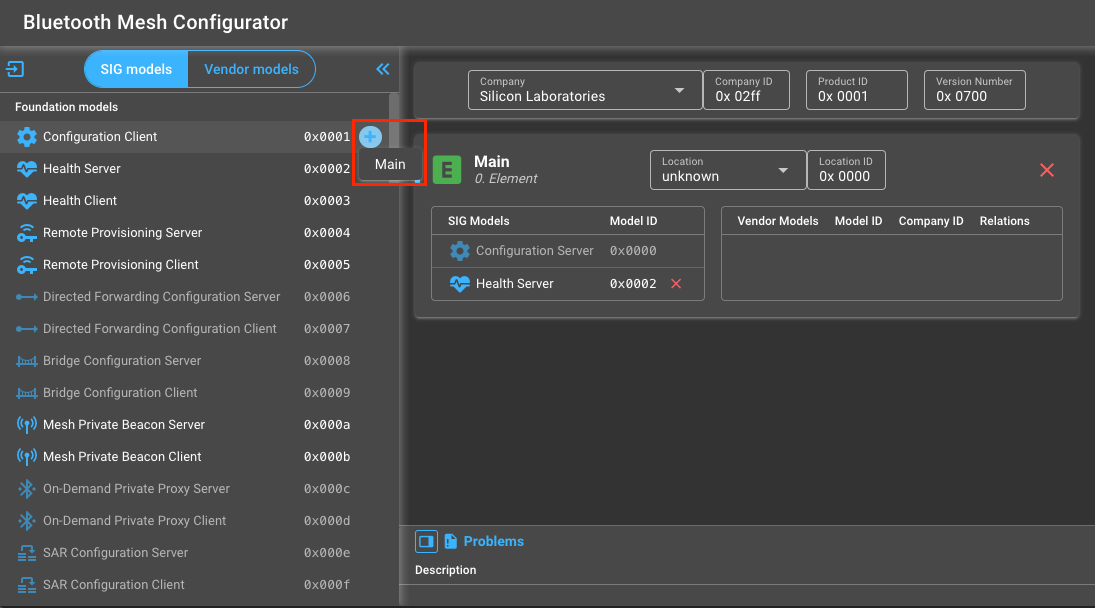 Bluetooth Mesh Configurator
SIG models
Vendor models
Foundation models
Configuration Client 0x0001
Health Server 0x0002
Health Client 0x0003
Remote Provisioning Server 0x0004
Remote Provisioning Client 0x0005
Directed Forwarding Configuration Server 0x0006
Directed Forwarding Configuration Client 0x0007
Bridge Configuration Server 0x0008
Bridge Configuration Client 0x0009
Mesh Private Beacon Server 0x000a
Mesh Private Beacon Client 0x000b
On-Demand Private Proxy Server 0x000c
On-Demand Private Proxy Client 0x000d
SAR Configuration Server 0x000e
SAR Configuration Client 0x000f
Main
Company
Silicon Laboratories
Company ID
0x 02ff
Product ID
0x 0001
Version Number
0x 0700
E
Main
0. Element
Location
unknown
Location ID
0x 0000
SIG Models Model ID
Configuration Server 0x0000
Health Server 0x0002
Vendor Models Model ID Company ID Relations
Problems
Description